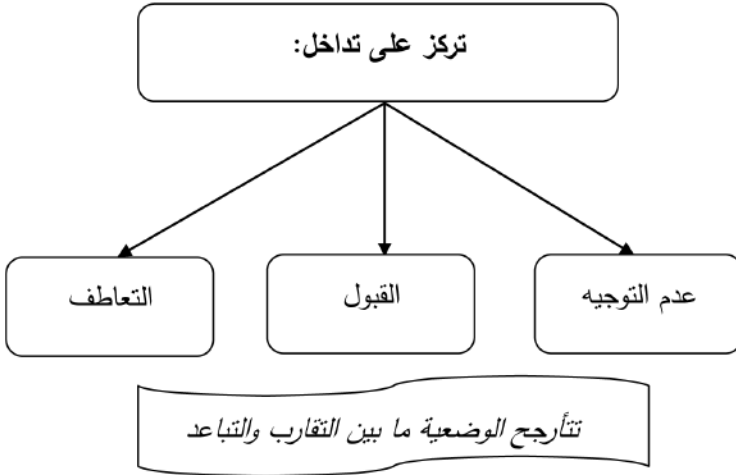 تركز على تداخل:
عدم التوجيه
القبول
التعاطف
تتأرجح الوضعية ما بين التقارب والتباعد